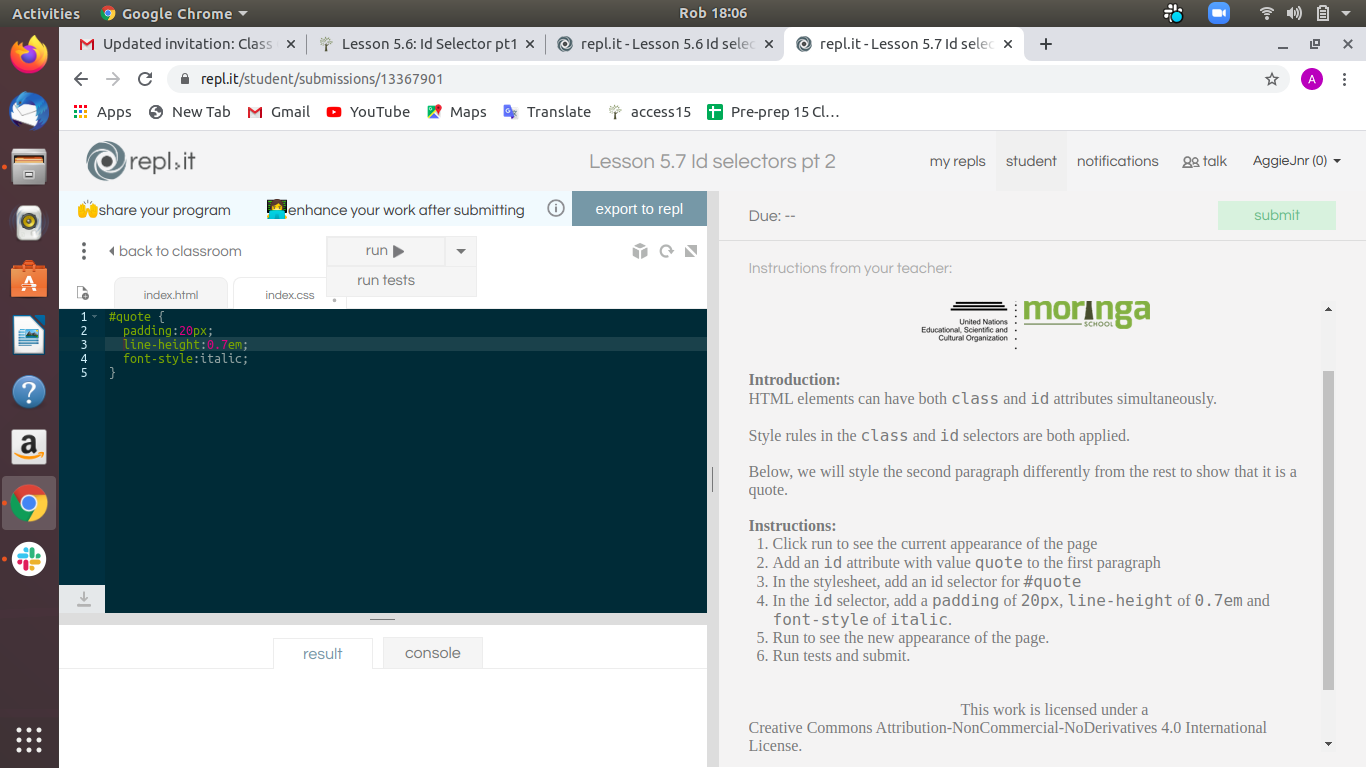 Activities
Google Chrome
Rob 18:06
Updated invitation: Class
Lesson 5.6: Id Selector pt1
repl.it - Lesson 5.6 Id selec
repl.it - Lesson 5.7 Id selec
repl.it/student/submissions/13367901
A
Apps
New Tab
Gmail
YouTube
Maps
Translate
access15
Pre-prep 15 Cl…
repl.it
Lesson 5.7 Id selectors pt 2
my repls
student
notifications
talk
AggieJnr (0)
share your program
enhance your work after submitting
export to repl
back to classroom
run
run tests
index.html
index.css
1 #quote {
2 padding:20px;
3 line-height:0.7em;
4 font-style:italic;
5 }
result
console
Due: --
submit
Instructions from your teacher:
United Nations
Educational, Scientific and
Cultural Organization
moringa
SCHOOL
Introduction:
HTML elements can have both class and id attributes simultaneously.
Style rules in the class and id selectors are both applied.
Below, we will style the second paragraph differently from the rest to show that it is a
quote.
Instructions:
1. Click run to see the current appearance of the page
2. Add an id attribute with value quote to the first paragraph
3. In the stylesheet, add an id selector for #quote
4. In the id selector, add a padding of 20px, line-height of 0.7em and
font-style of italic.
5. Run to see the new appearance of the page.
6. Run tests and submit.
This work is licensed under a
Creative Commons Attribution-NonCommercial-NoDerivatives 4.0 International
License.